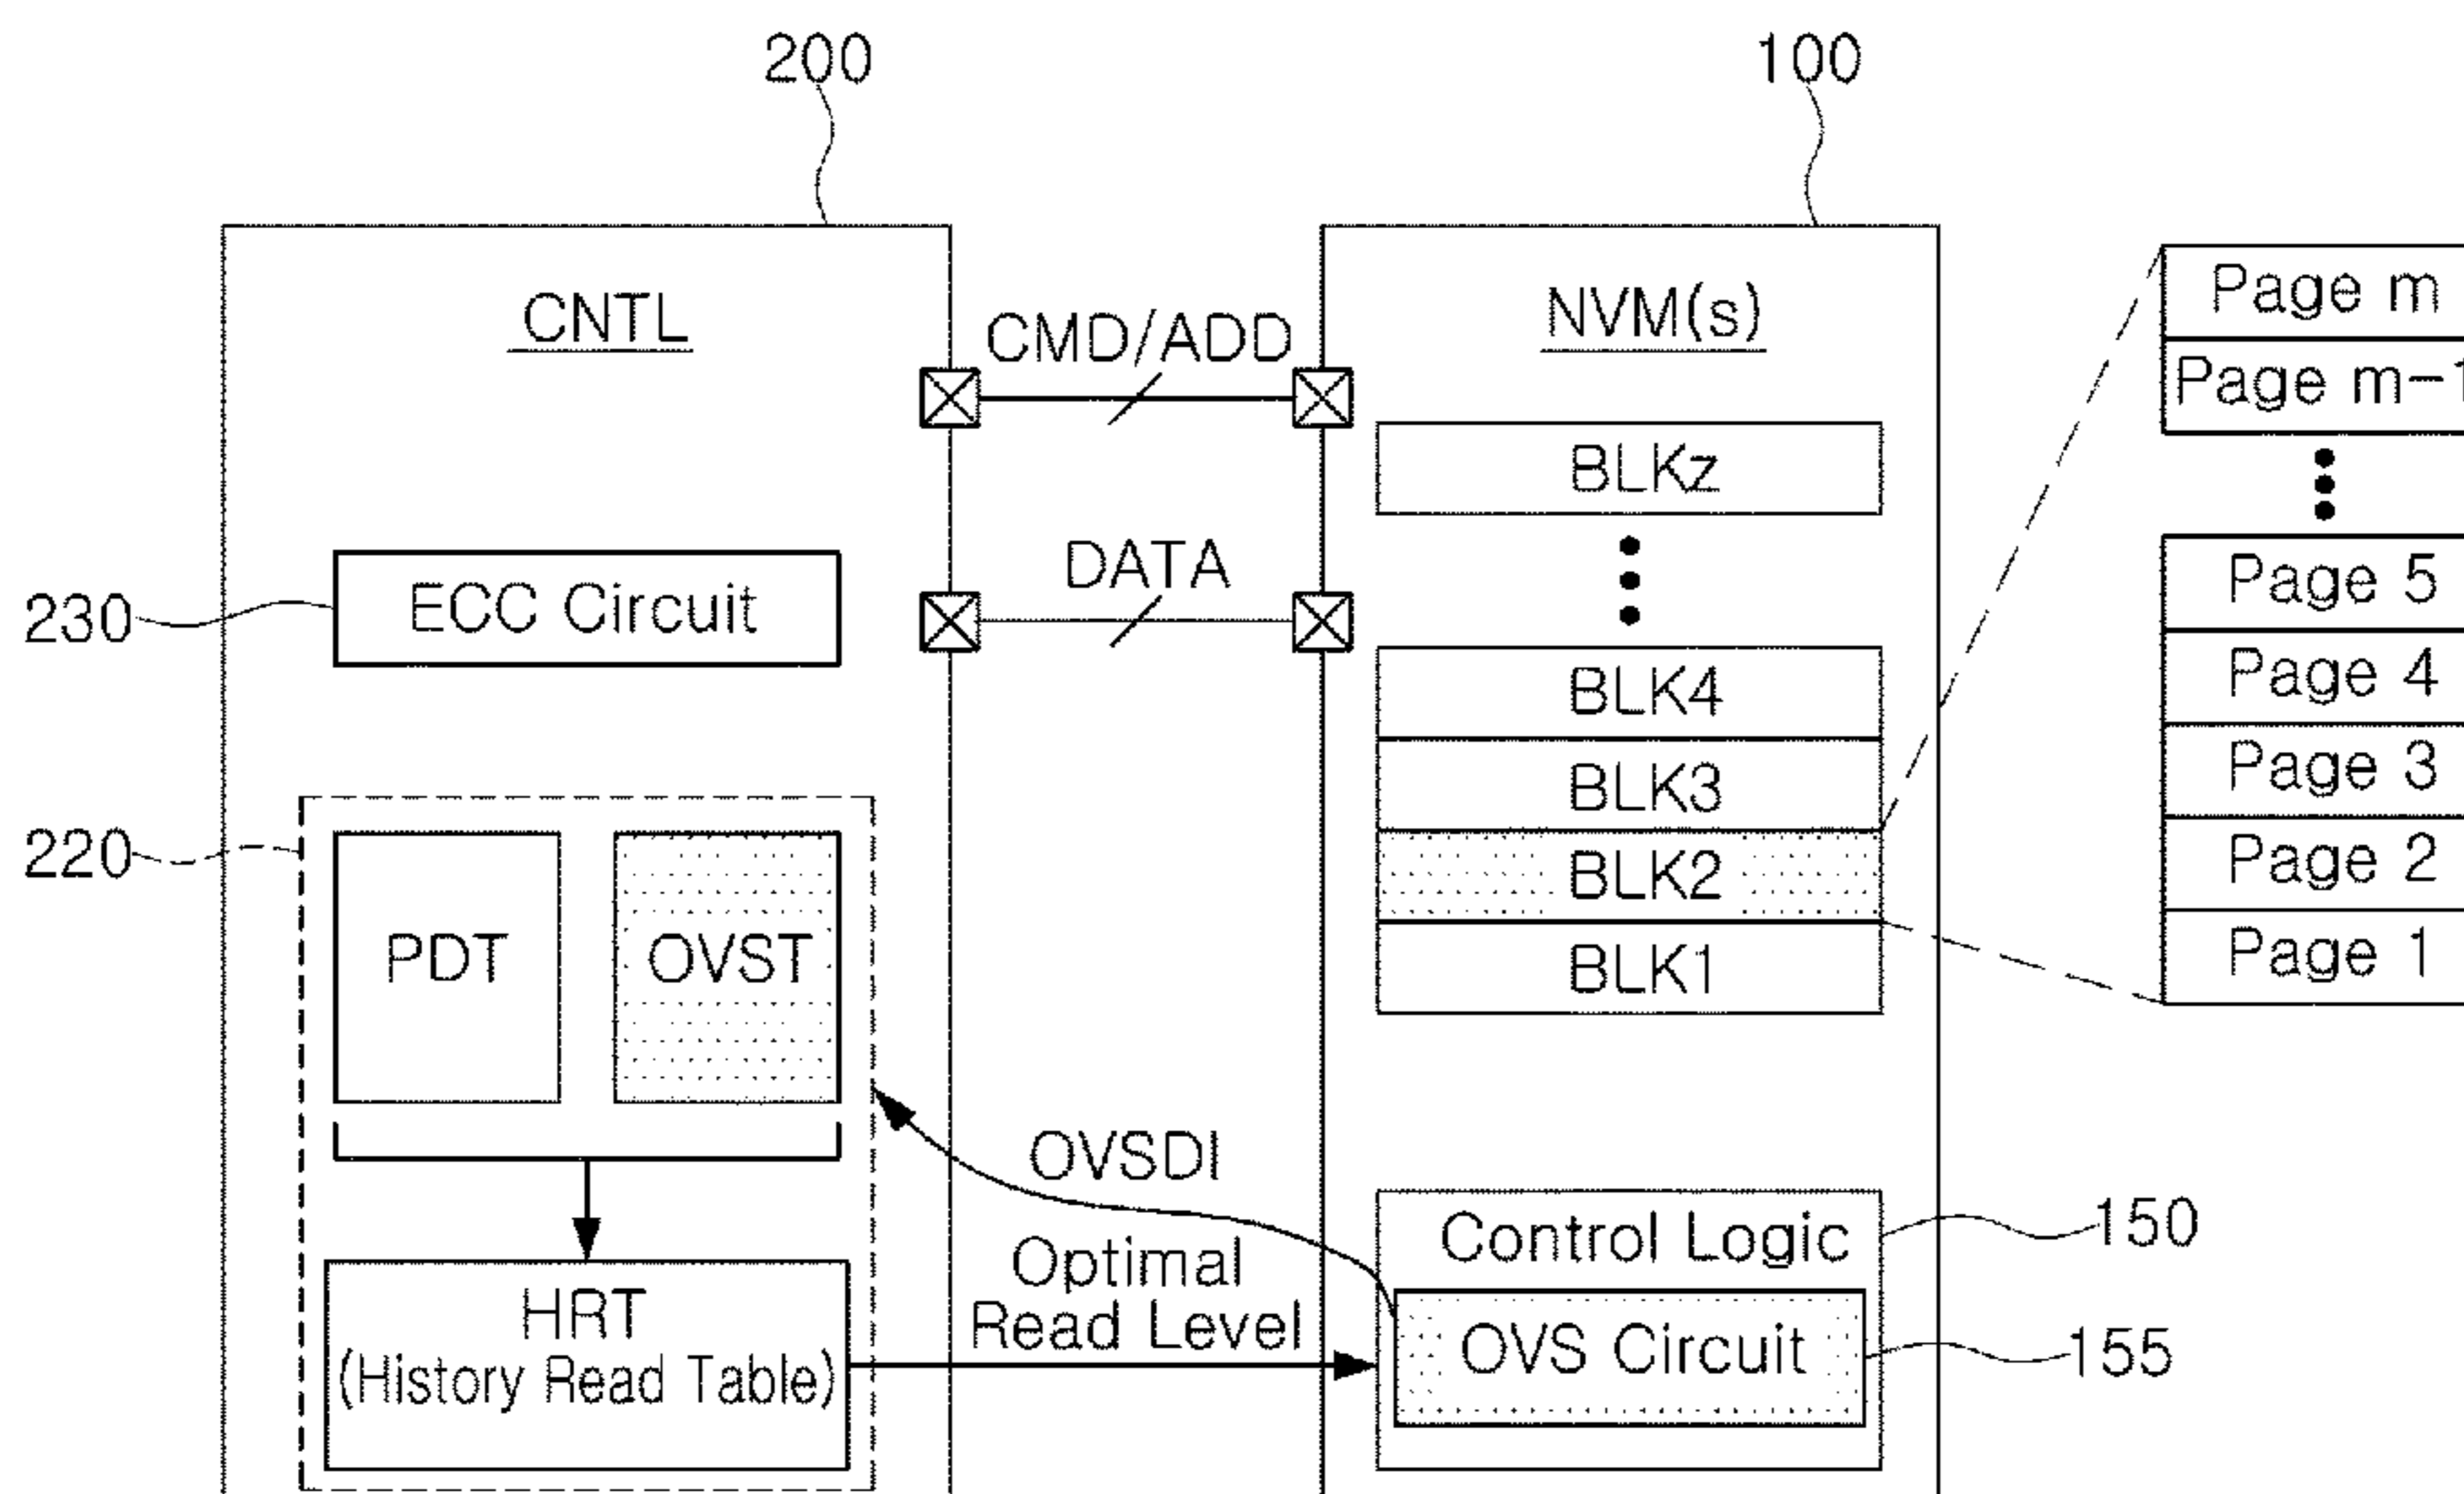 200
100
CNTL
CMD/ADD
NVM(s)
Page m
Page m-1
BLKz
DATA
230
ECC Circuit
Page 5
BLK4
Page 4
BLK3
Page 3
220
BLK2
Page 2
PDT
OVST
BLK1
Page 1
OVSDI
Control Logic
150
Optimal
Read Level
HRT
(History Read Table)
OVS Circuit
155